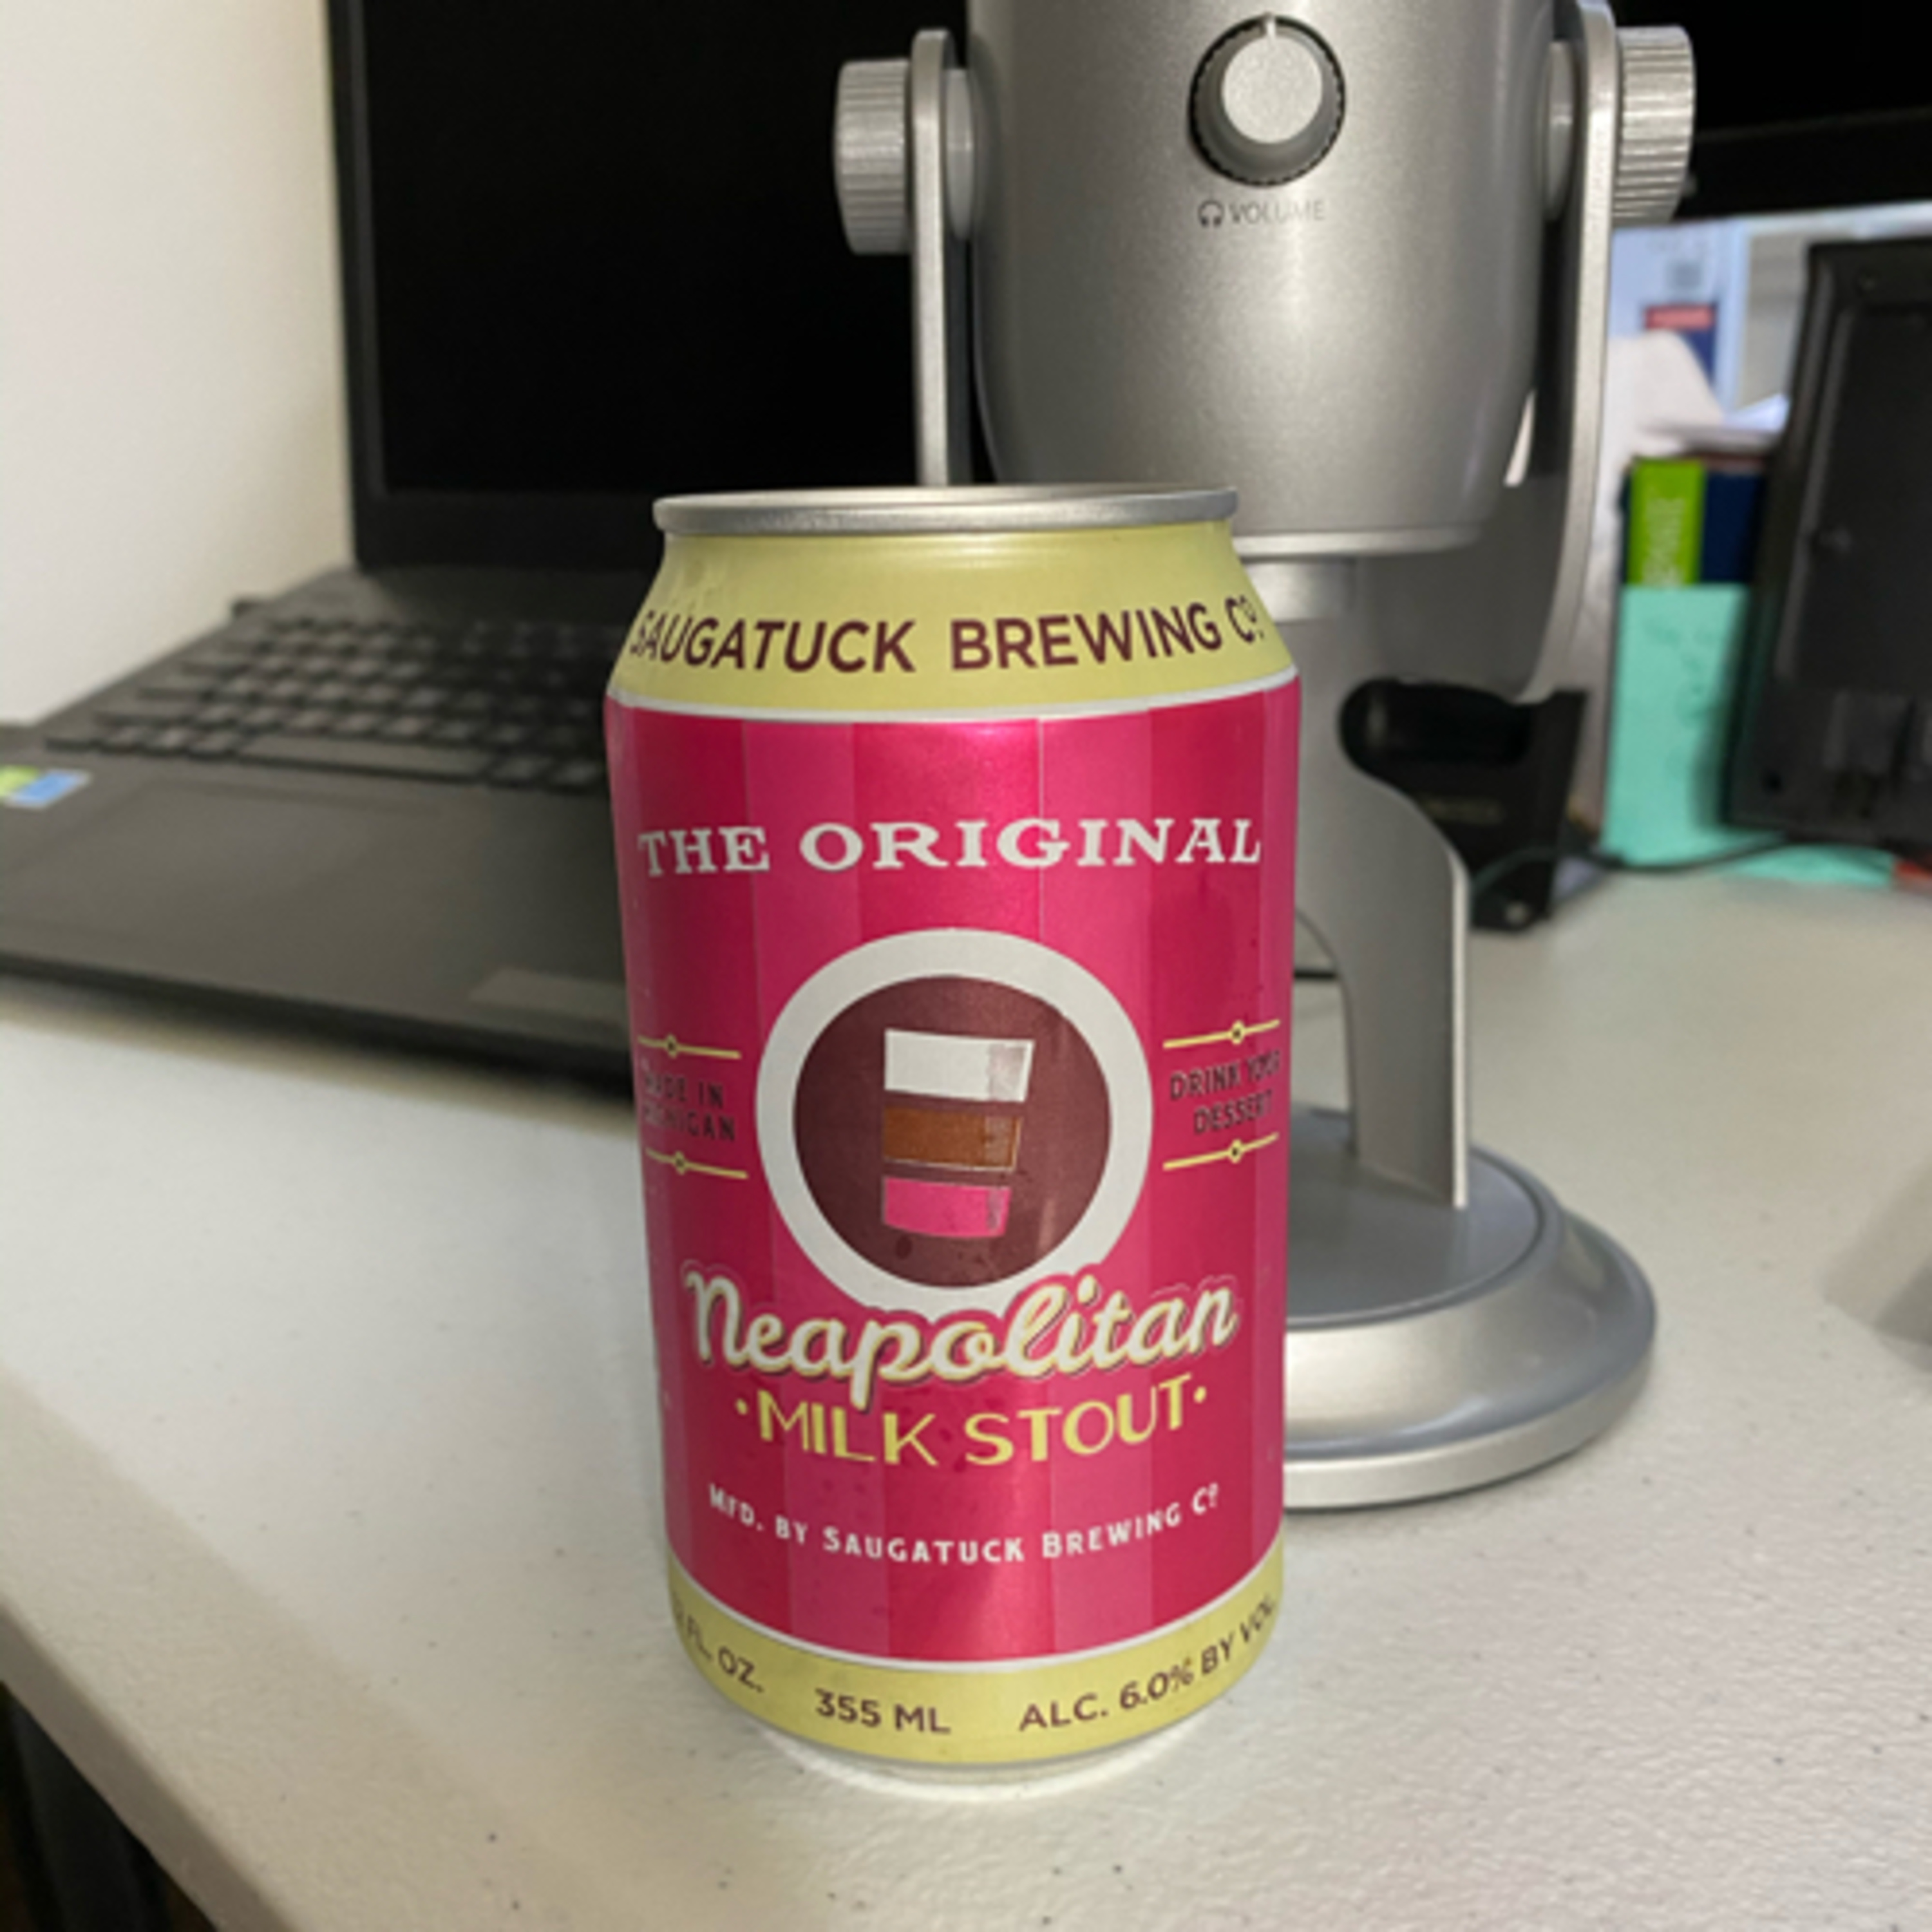 VOLUME
SAUGATUCK BREWING Cº.
THE ORIGINAL
MADE IN
MICHIGAN
DRINK YOUR
DESSERT
Neapolitan
·MILK STOUT·
MFD. BY SAUGATUCK BREWING Cº
FL. OZ. 355 ML ALC. 6.0% BY VOL.